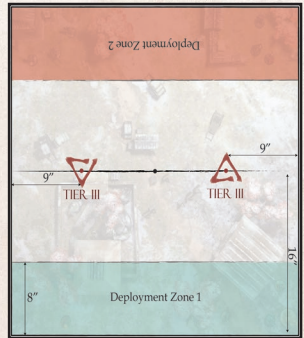 Deployment Zone 2
9"
9"
TIER III
TIER III
16"
8"
Deployment Zone 1